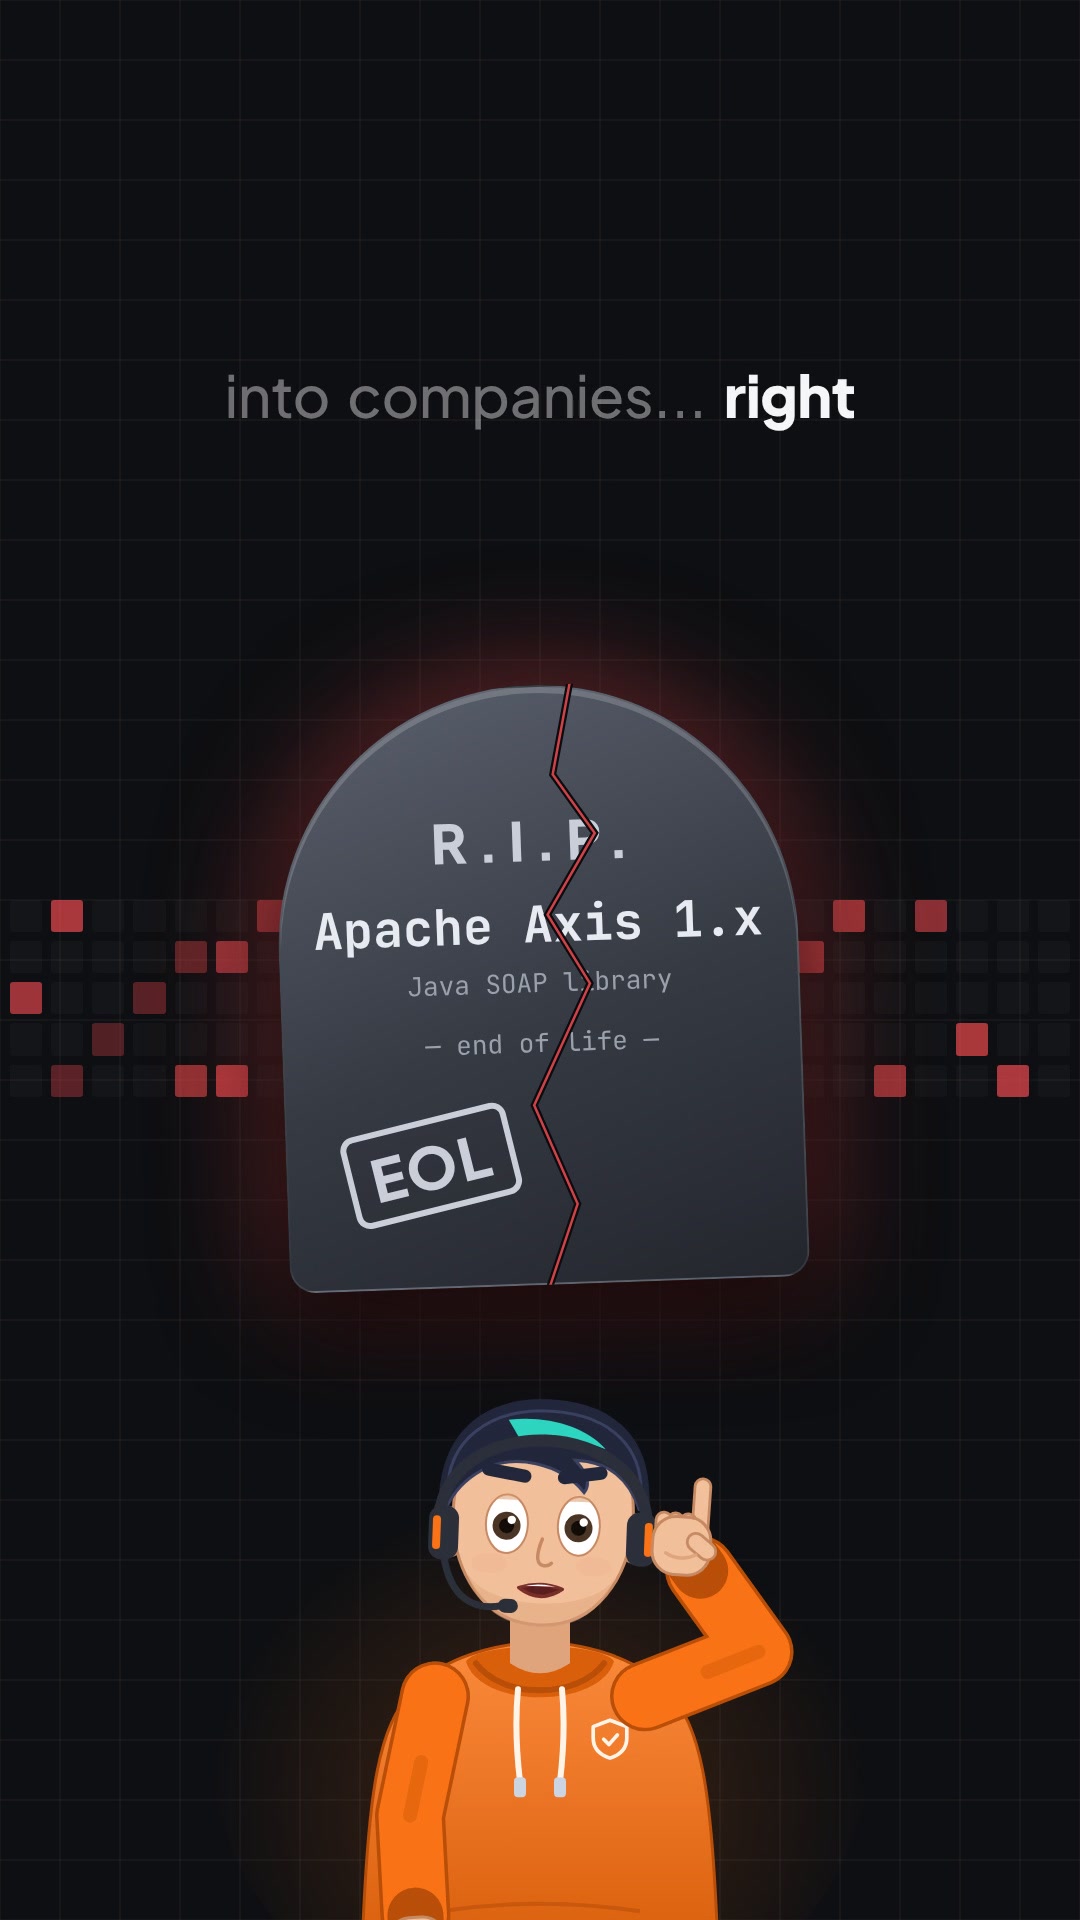 into companies... right
R.I.P.
Apache Axis 1.x
Java SOAP library
— end of life —
EOL